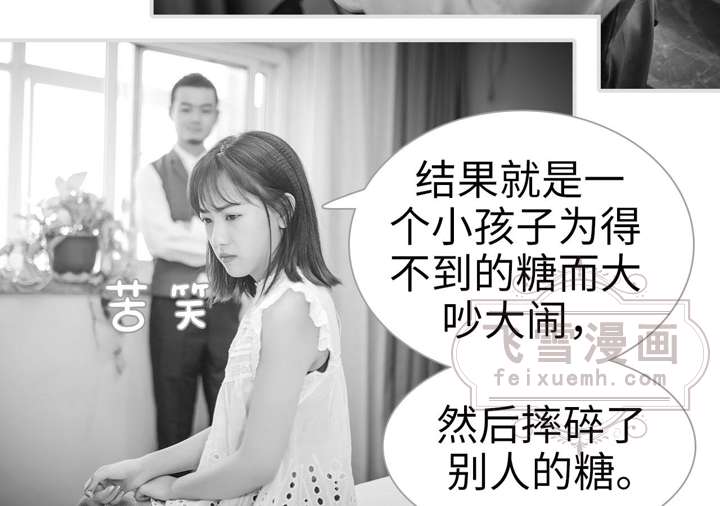 结果就是一
个小孩子为得
不到的糖而大
吵大闹，
苦笑
飞雪漫画
feixuemh.com
然后摔碎了
别人的糖。